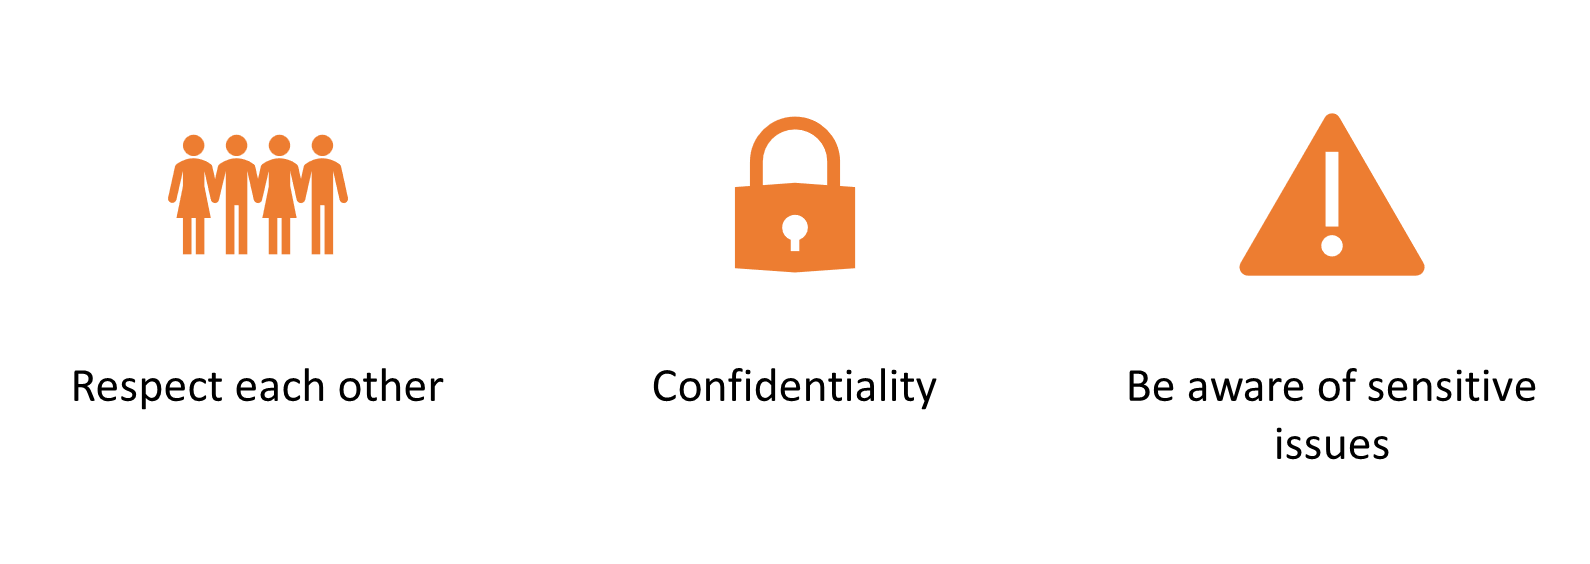 Respect each other
Confidentiality
Be aware of sensitive
issues